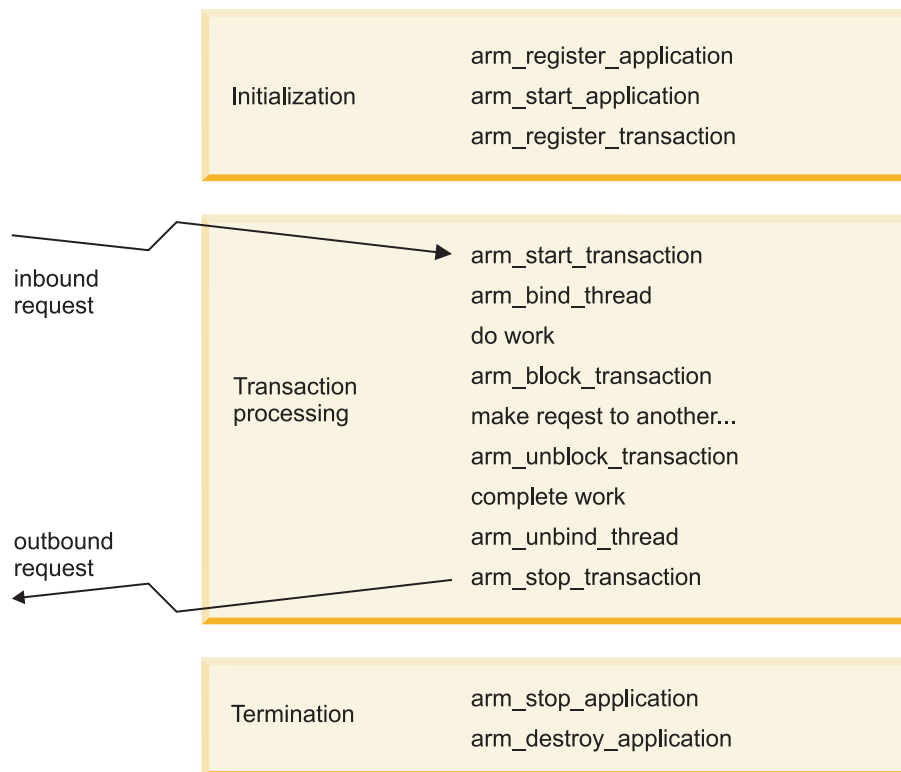 Initialization
arm_register_application
arm_start_application
arm_register_transaction
inbound
request
Transaction
processing
arm_start_transaction
arm_bind_thread
do work
arm_block_transaction
make reqest to another...
arm_unblock_transaction
complete work
arm_unbind_thread
arm_stop_transaction
outbound
request
Termination
arm_stop_application
arm_destroy_application